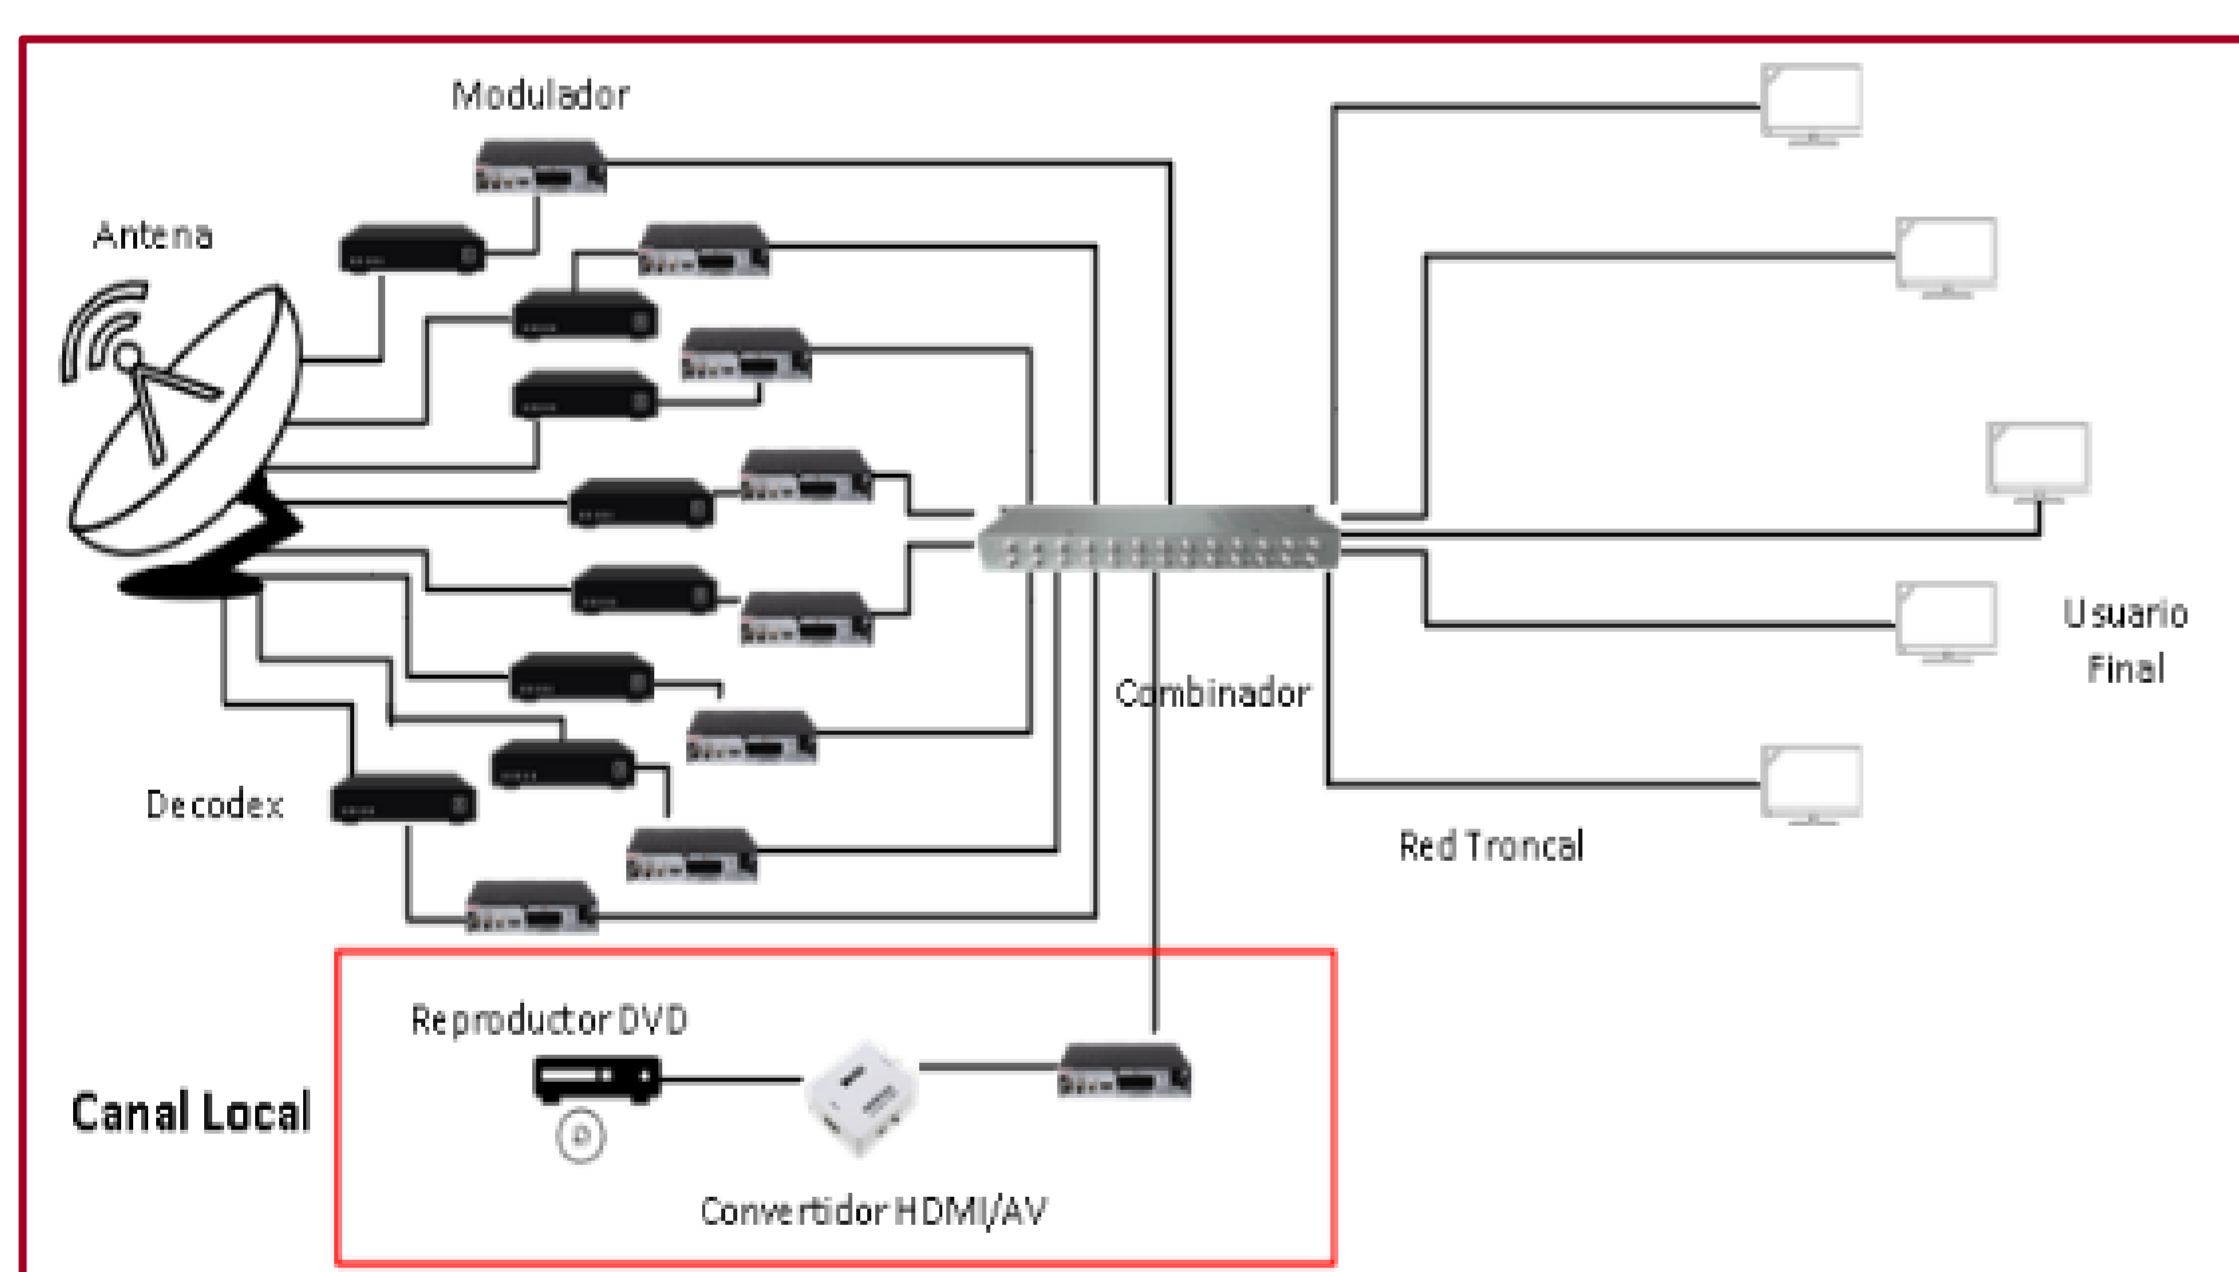 Modulador
Antena
Usuario
Final
Combinador
Decodex
Red Troncal
Reproductor DVD
Canal Local
Convertidor HDMI/AV